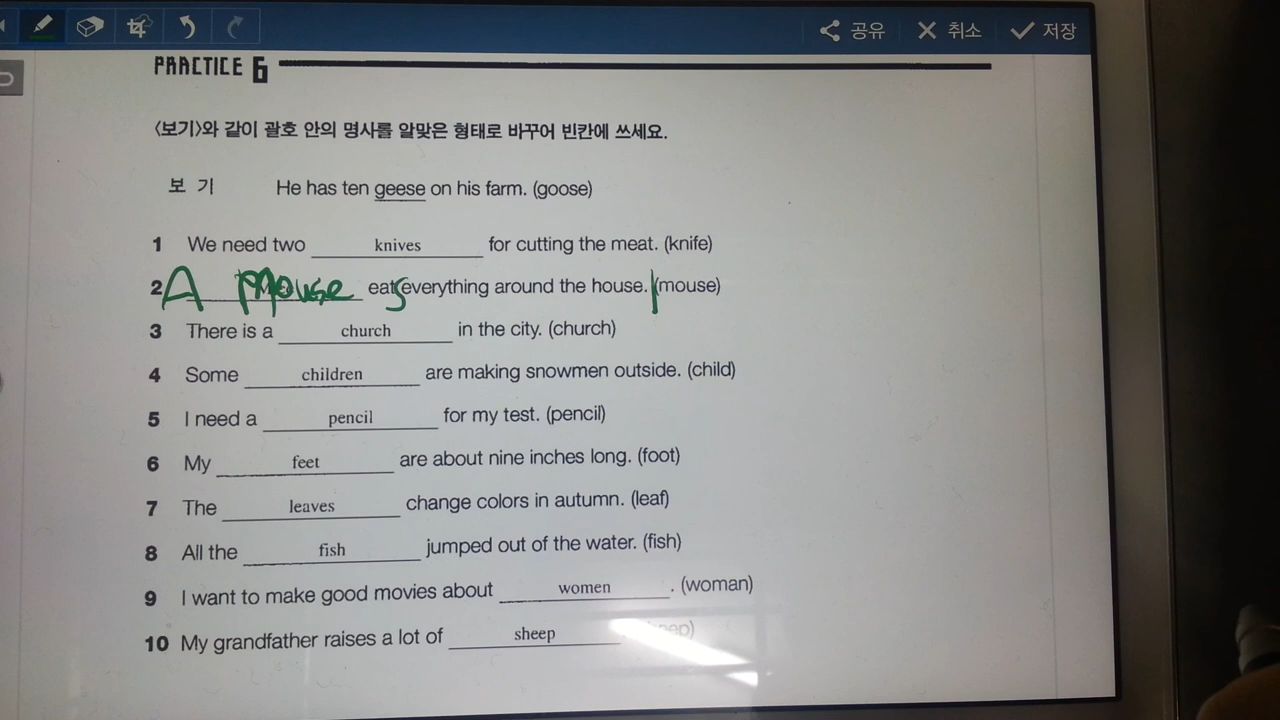 공유 취소 저장
PRACTICE 6
〈보기〉와 같이 괄호 안의 명사를 알맞은 형태로 바꾸어 빈칸에 쓰세요.
보 기 He has ten geese on his farm. (goose)
1 We need two knives for cutting the meat. (knife)
2 A mouse eats everything around the house. (mouse)
3 There is a church in the city. (church)
4 Some children are making snowmen outside. (child)
5 I need a pencil for my test. (pencil)
6 My feet are about nine inches long. (foot)
7 The leaves change colors in autumn. (leaf)
8 All the fish jumped out of the water. (fish)
9 I want to make good movies about women . (woman)
10 My grandfather raises a lot of sheep